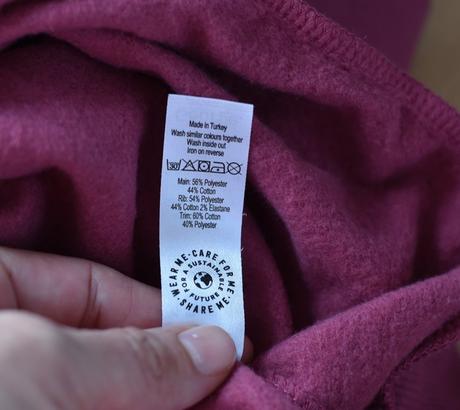 Made in Turkey
Wash similar colours together
Wash inside out
Iron on reverse
30
Main: 56% Polyester
44% Cotton
Rib: 54% Polyester
44% Cotton 2% Elastane
Trim: 60% Cotton
40% Polyester
WEAR ME · CARE FOR ME · SHARE ME ·
FOR A SUSTAINABLE FUTURE